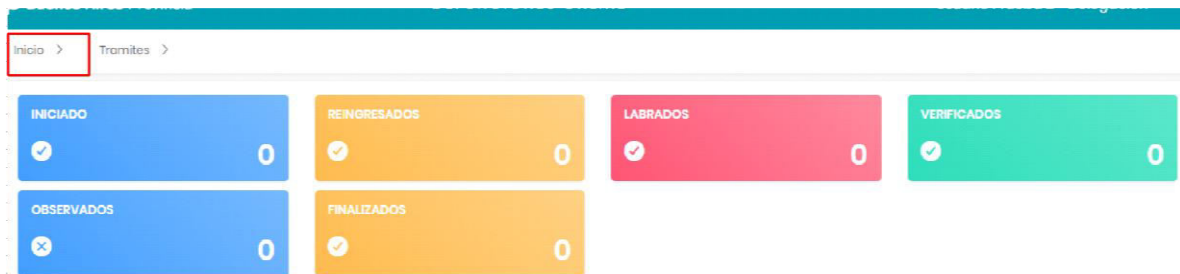 Inicio > Tramites >
INICIADO REINGRESADOS LABRADOS VERIFICADOS
0 0 0 0
OBSERVADOS FINALIZADOS
0 0